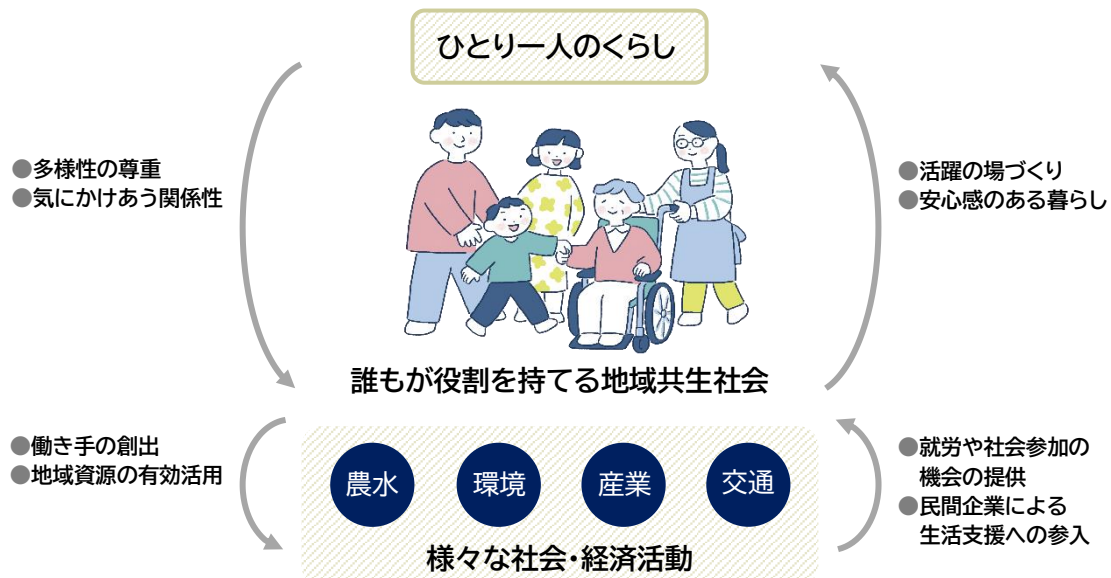 ひとり一人のくらし
●多様性の尊重
●気にかけあう関係性
●活躍の場づくり
●安心感のある暮らし
誰もが役割を持てる地域共生社会
●働き手の創出
●地域資源の有効活用
農水
環境
産業
交通
様々な社会・経済活動
●就労や社会参加の
機会の提供
●民間企業による
生活支援への参入